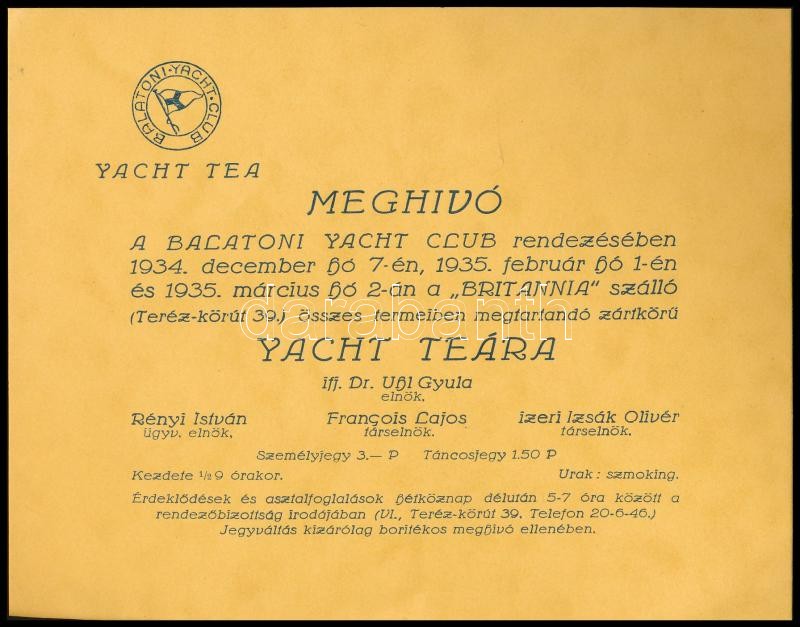 BALATONI · YACHT · CLUB
YACHT TEA
MEGHIVÓ
A BALATONI YACHT CLUB rendezésében
1934. december hó 7-én, 1935. február hó 1-én
és 1935. március hó 2-án a „BRITANNIA" szálló
(Teréz-körút 39.) összes termeiben megtartandó zártkörű
YACHT TEÁRA
ifj. Dr. Uhl Gyula
elnök.
Rényi István François Lajos izeri Izsák Olivér
ügyv. elnök. társelnök. társelnök.
Személyjegy 3.— P Táncosjegy 1.50 P
Kezdete ½9 órakor. Urak: szmoking.
Érdeklődések és asztalfoglalások hétköznap délután 5-7 óra között a
rendezőbizottság irodájában (VI., Teréz-körút 39. Telefon 20-6-46.)
Jegyváltás kizárólag boritékos meghivó ellenében.
darabanth